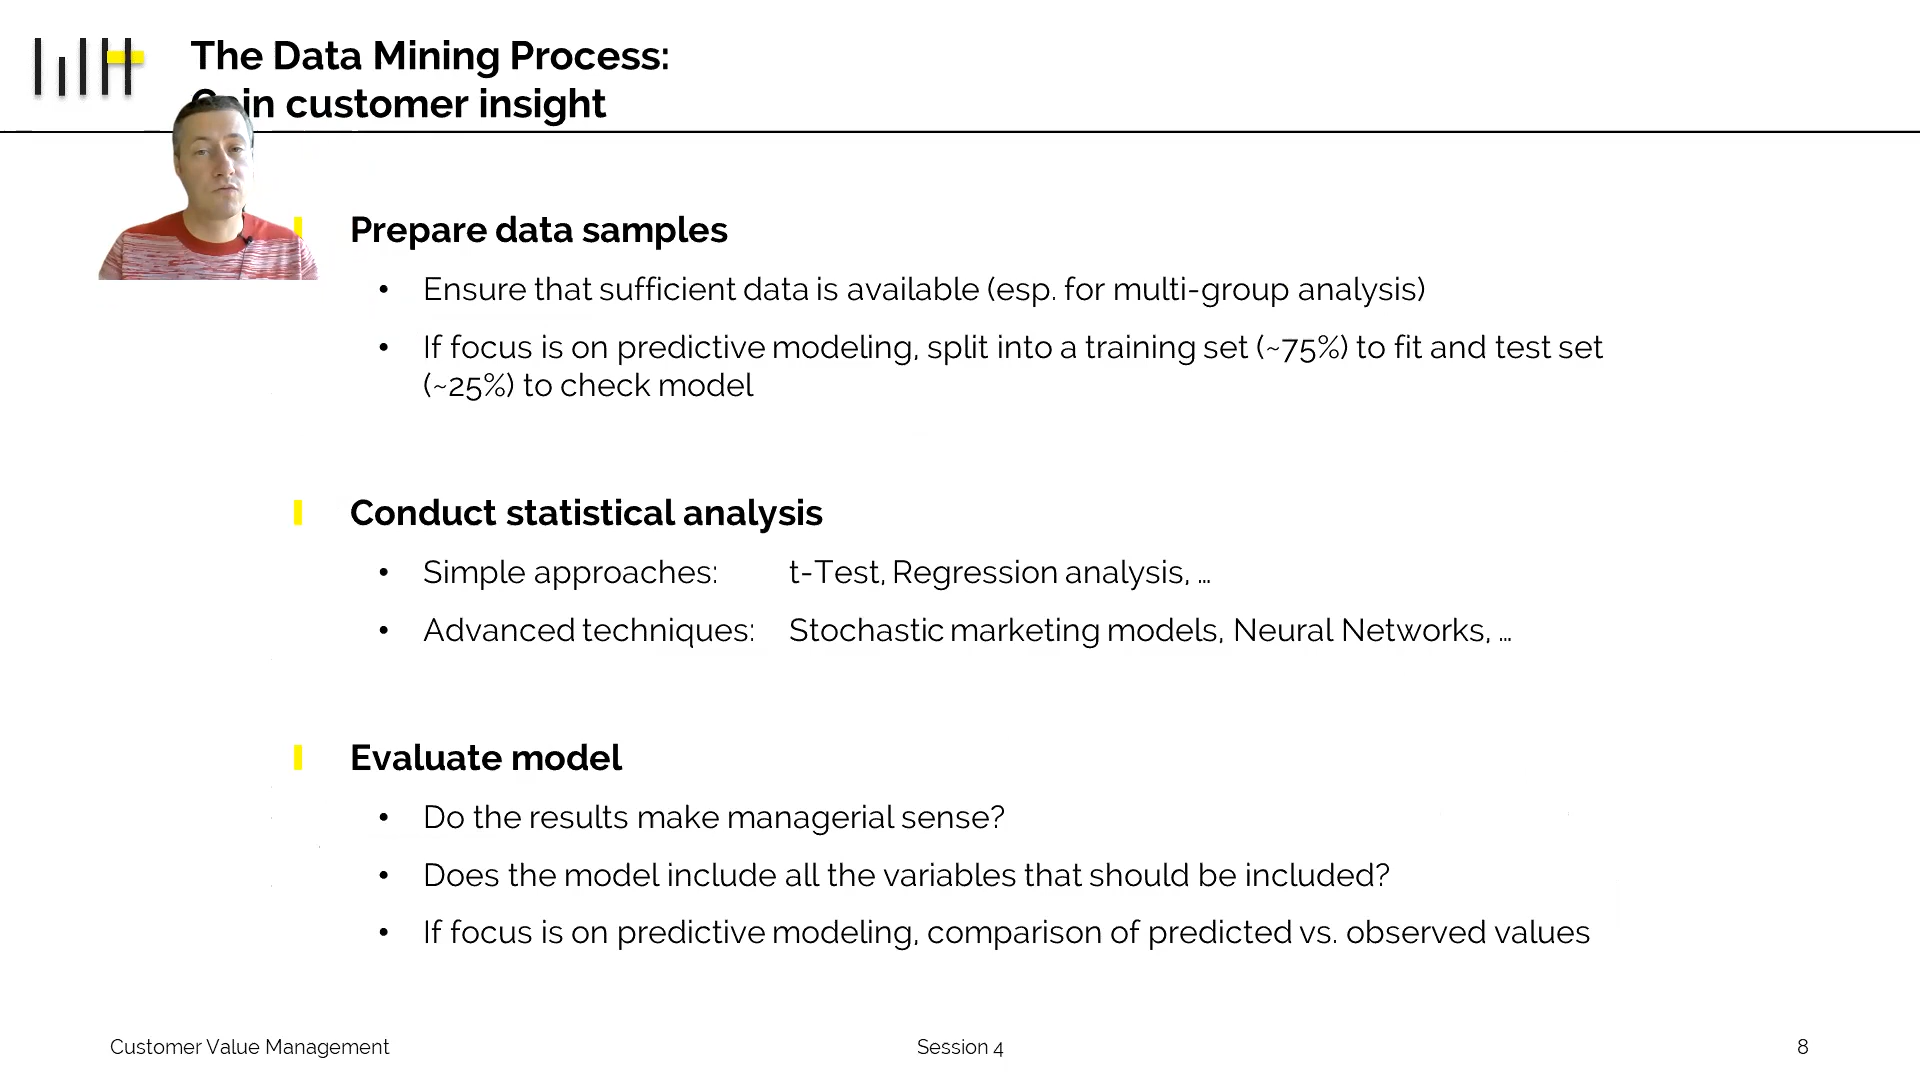 The Data Mining Process:
Gain customer insight
Prepare data samples
• Ensure that sufficient data is available (esp. for multi-group analysis)
• If focus is on predictive modeling, split into a training set (~75%) to fit and test set
(~25%) to check model
Conduct statistical analysis
• Simple approaches: t-Test, Regression analysis, …
• Advanced techniques: Stochastic marketing models, Neural Networks, …
Evaluate model
• Do the results make managerial sense?
• Does the model include all the variables that should be included?
• If focus is on predictive modeling, comparison of predicted vs. observed values
Customer Value Management
Session 4
8